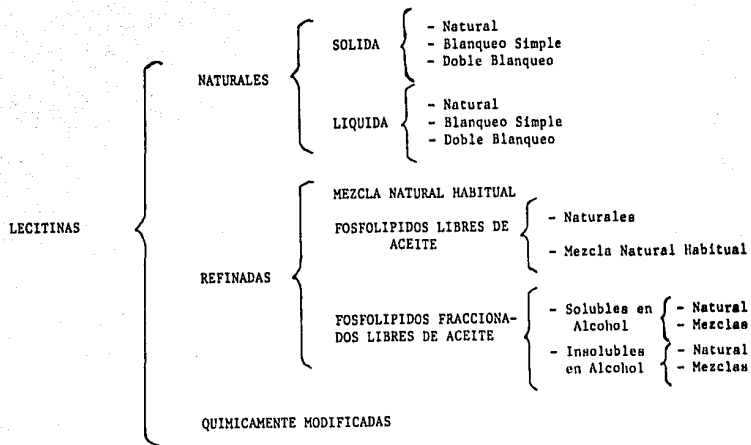 LECITINAS
NATURALES
SOLIDA
- Natural
- Blanqueo Simple
- Doble Blanqueo
LIQUIDA
- Natural
- Blanqueo Simple
- Doble Blanqueo
REFINADAS
MEZCLA NATURAL HABITUAL
FOSFOLIPIDOS LIBRES DE
ACEITE
- Naturales
- Mezcla Natural Habitual
FOSFOLIPIDOS FRACCIONA-
DOS LIBRES DE ACEITE
- Solubles en
Alcohol
- Natural
- Mezclas
- Insolubles
en Alcohol
- Natural
- Mezclas
QUIMICAMENTE MODIFICADAS